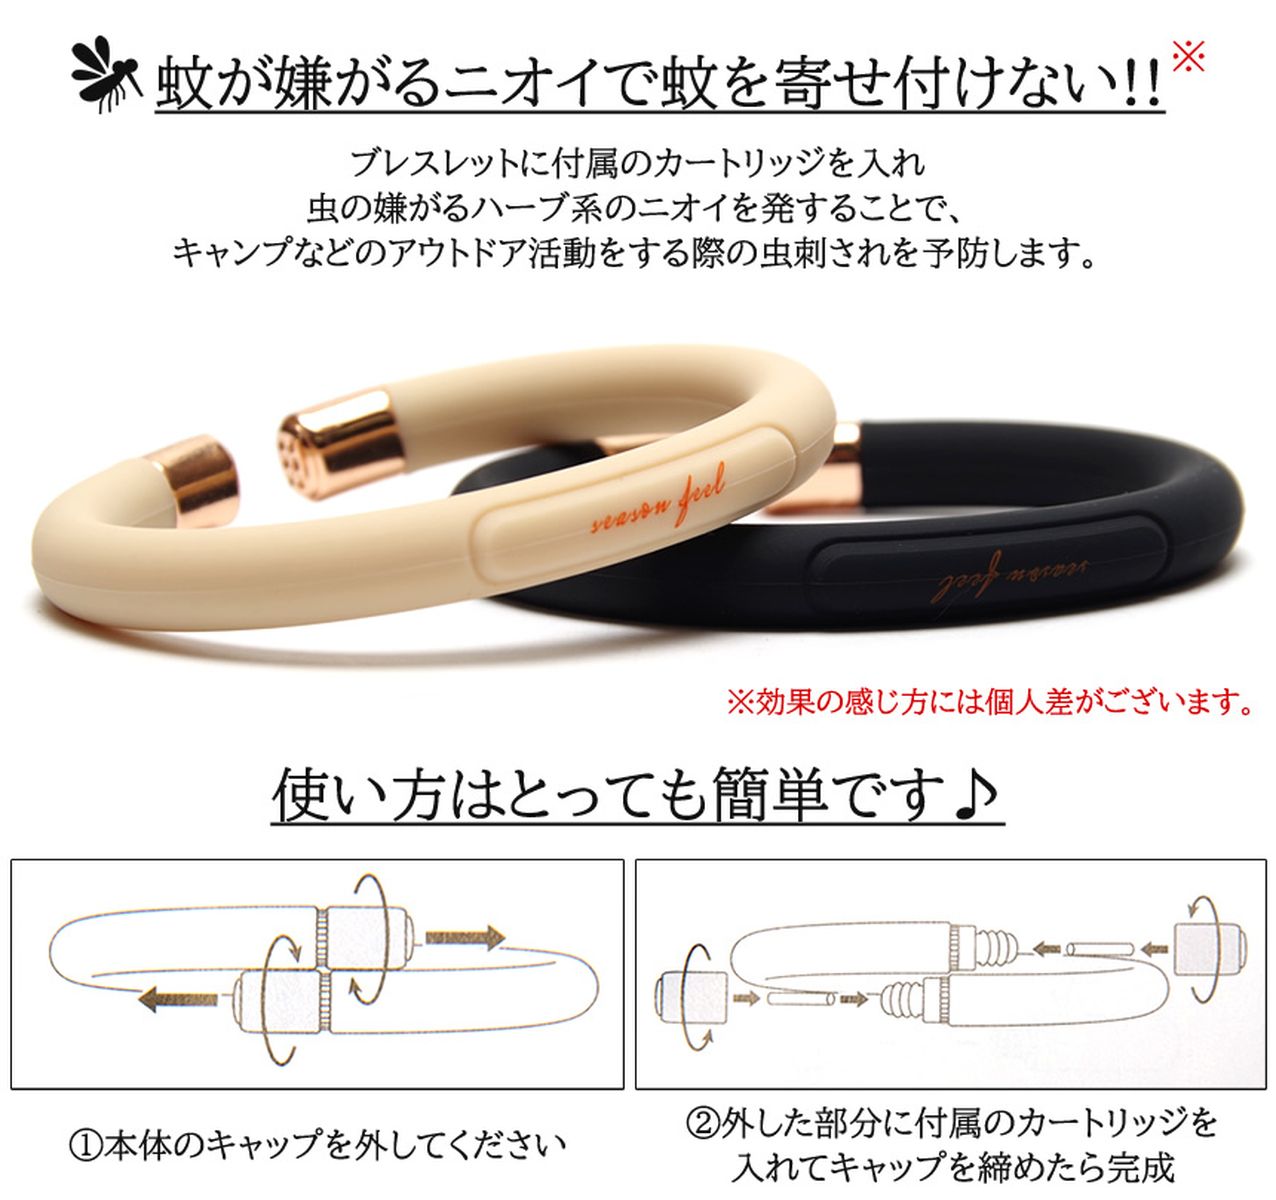 蚊が嫌がるニオイで蚊を寄せ付けない!!※
ブレスレットに付属のカートリッジを入れ
虫の嫌がるハーブ系のニオイを発することで、
キャンプなどのアウトドア活動をする際の虫刺されを予防します。
season feel
season feel
※効果の感じ方には個人差がございます。
使い方はとっても簡単です♪
①本体のキャップを外してください
②外した部分に付属のカートリッジを
入れてキャップを締めたら完成